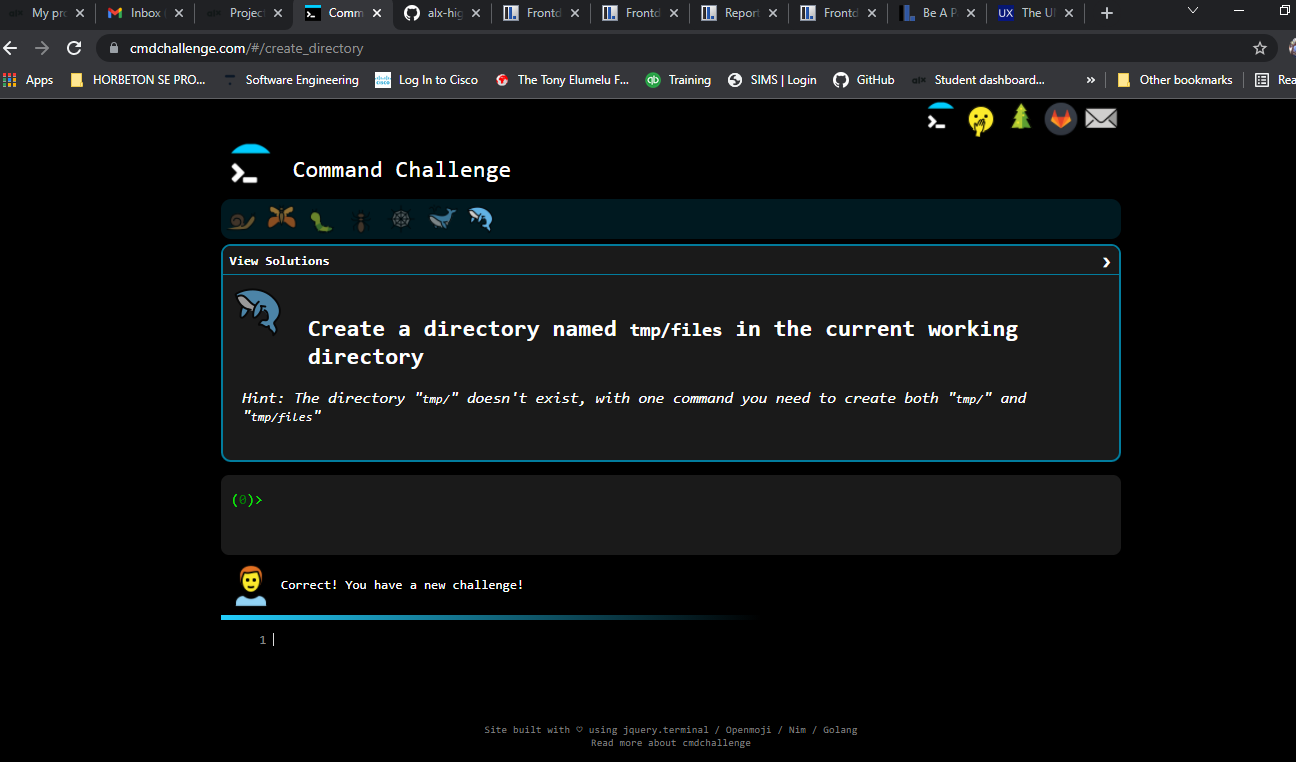 My pr
Inbox
Project
Comm
alx-hig
Frontd
Frontd
Report
Frontd
Be A P
UX The UI
cmdchallenge.com/#/create_directory
Apps
HORBETON SE PRO...
Software Engineering
Log In to Cisco
The Tony Elumelu F...
Training
SIMS | Login
GitHub
Student dashboard...
»
Other bookmarks
Rea
Command Challenge
View Solutions
Create a directory named tmp/files in the current working
directory
Hint: The directory "tmp/" doesn't exist, with one command you need to create both "tmp/" and
"tmp/files"
(0)>
Correct! You have a new challenge!
1
Site built with ♡ using jquery.terminal / Openmoji / Nim / Golang
Read more about cmdchallenge